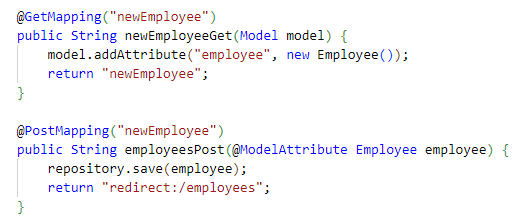 @GetMapping("newEmployee")
public String newEmployeeGet(Model model) {
    model.addAttribute("employee", new Employee());
    return "newEmployee";
}

@PostMapping("newEmployee")
public String employeesPost(@ModelAttribute Employee employee) {
    repository.save(employee);
    return "redirect:/employees";
}